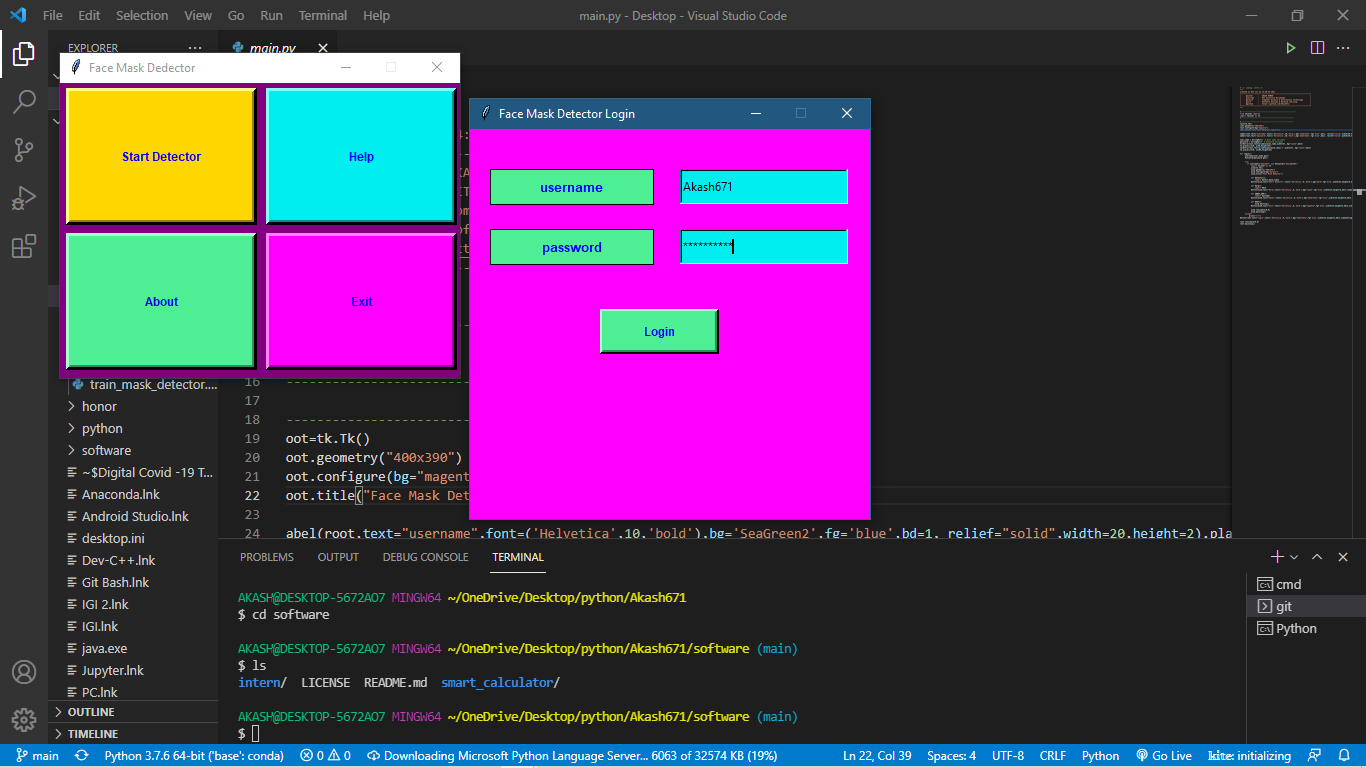 File Edit Selection View Go Run Terminal Help
main.py - Desktop - Visual Studio Code
EXPLORER
main.py
Face Mask Dedector
Start Detector
Help
About
Exit
Face Mask Detector Login
username
Akash671
password
**********
Login
train_mask_detector....
honor
python
software
~$Digital Covid -19 T...
Anaconda.lnk
Android Studio.lnk
desktop.ini
Dev-C++.lnk
Git Bash.lnk
IGI 2.lnk
IGI.lnk
java.exe
Jupyter.lnk
PC.lnk
OUTLINE
TIMELINE
16
17
18
19 oot=tk.Tk()
20 oot.geometry("400x390")
21 oot.configure(bg="magent
22 oot.title("Face Mask Det
23
24 abel(root,text="username",font=('Helvetica',10,'bold'),bg='SeaGreen2',fg='blue',bd=1, relief="solid",width=20,height=2).pla
PROBLEMS OUTPUT DEBUG CONSOLE TERMINAL
AKASH@DESKTOP-5672AO7 MINGW64 ~/OneDrive/Desktop/python/Akash671
$ cd software
AKASH@DESKTOP-5672AO7 MINGW64 ~/OneDrive/Desktop/python/Akash671/software (main)
$ ls
intern/ LICENSE README.md smart_calculator/
AKASH@DESKTOP-5672AO7 MINGW64 ~/OneDrive/Desktop/python/Akash671/software (main)
$
cmd
git
Python
main Python 3.7.6 64-bit ('base': conda) 0 0 Downloading Microsoft Python Language Server... 6063 of 32574 KB (19%) Ln 22, Col 39 Spaces: 4 UTF-8 CRLF Python Go Live kite: initializing